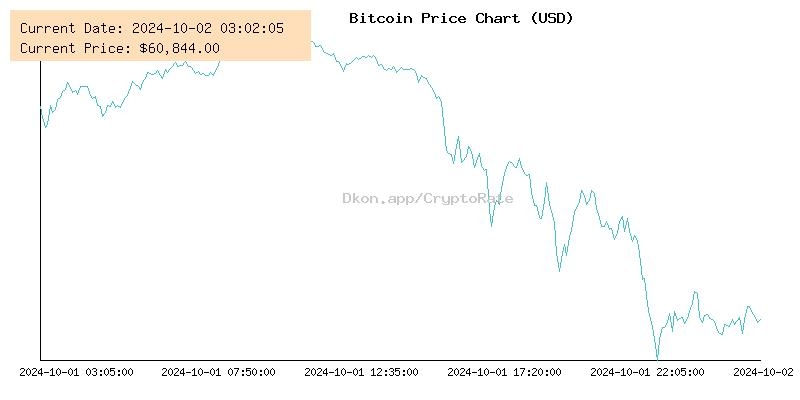 Bitcoin Price Chart (USD)
Current Date: 2024-10-02 03:02:05
Current Price: $60,844.00
Dkon.app/CryptoRate
2024-10-01 03:05:00 2024-10-01 07:50:00 2024-10-01 12:35:00 2024-10-01 17:20:00 2024-10-01 22:05:00 2024-10-02